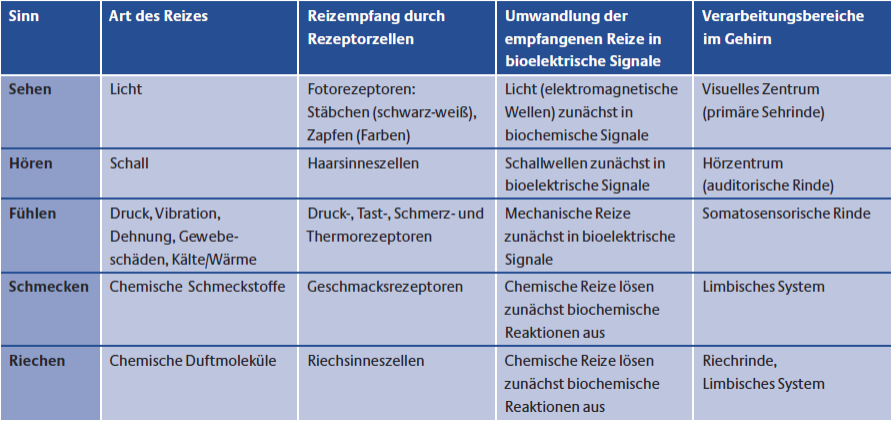 Sinn
Art des Reizes
Reizempfang durch
Rezeptorzellen
Umwandlung der
empfangenen Reize in
bioelektrische Signale
Verarbeitungsbereiche
im Gehirn
Sehen
Licht
Fotorezeptoren:
Stäbchen (schwarz-weiß),
Zapfen (Farben)
Licht (elektromagnetische
Wellen) zunächst in
biochemische Signale
Visuelles Zentrum
(primäre Sehrinde)
Hören
Schall
Haarsinneszellen
Schallwellen zunächst in
bioelektrische Signale
Hörzentrum
(auditorische Rinde)
Fühlen
Druck, Vibration,
Dehnung, Gewebe-
schäden, Kälte/Wärme
Druck-, Tast-, Schmerz- und
Thermorezeptoren
Mechanische Reize
zunächst in bioelektrische
Signale
Somatosensorische Rinde
Schmecken
Chemische Schmeckstoffe
Geschmacksrezeptoren
Chemische Reize lösen
zunächst biochemische
Reaktionen aus
Limbisches System
Riechen
Chemische Duftmoleküle
Riechsinneszellen
Chemische Reize lösen
zunächst biochemische
Reaktionen aus
Riechrinde,
Limbisches System